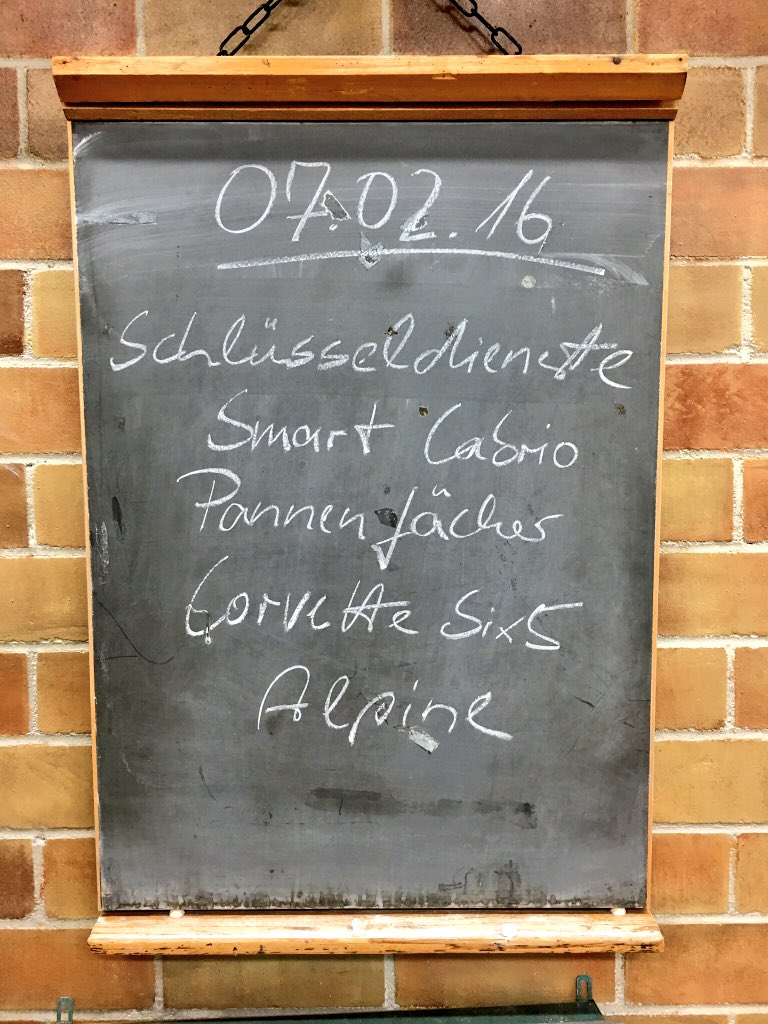 07.02.16
Schlüsseldienste
Smart Cabrio
Pannenfächer
Corvette Six5
Alpine